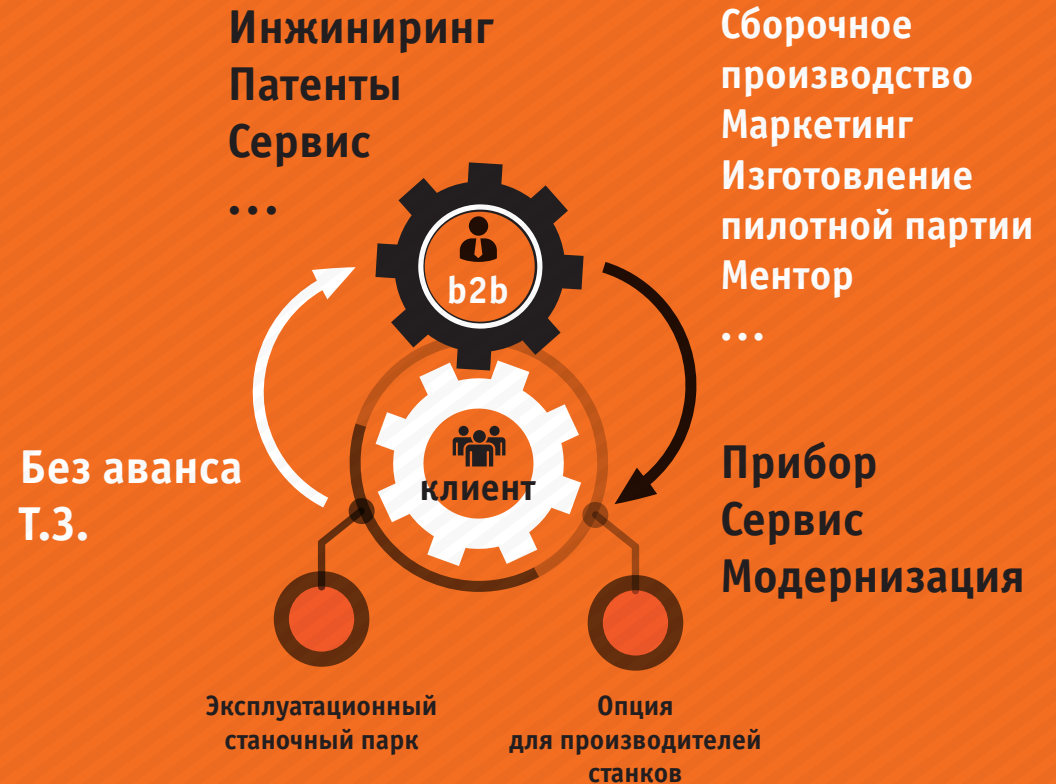 Инжиниринг
Патенты
Сервис
...
Сборочное
производство
Маркетинг
Изготовление
пилотной партии
Ментор
...
b2b
клиент
Без аванса
Т.З.
Прибор
Сервис
Модернизация
Эксплуатационный
станочный парк
Опция
для производителей
станков